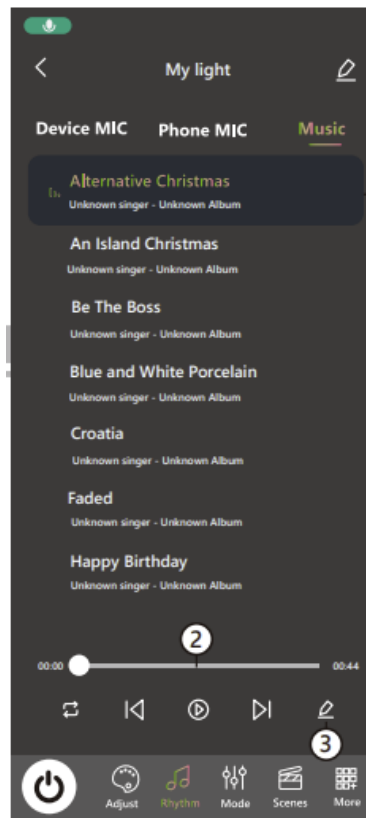 My light
Device MIC Phone MIC Music
Alternative Christmas
Unknown singer - Unknown Album
An Island Christmas
Unknown singer - Unknown Album
Be The Boss
Unknown singer - Unknown Album
Blue and White Porcelain
Unknown singer - Unknown Album
Croatia
Unknown singer - Unknown Album
Faded
Unknown singer - Unknown Album
Happy Birthday
Unknown singer - Unknown Album
2
00:00 00:44
3
Adjust Rhythm Mode Scenes More